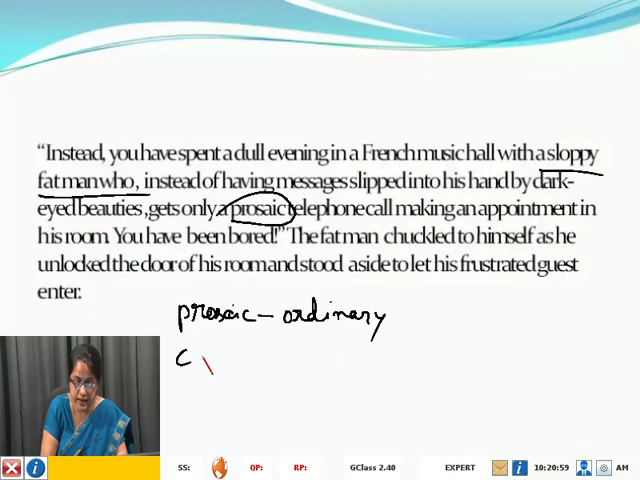 “Instead, you have spent a dull evening in a French music hall with a sloppy
fat man who, instead of having messages slipped into his hand by dark-
eyed beauties ,gets only a prosaic telephone call making an appointment in
his room. You have been bored!” The fat man chuckled to himself as he
unlocked the door of his room and stood aside to let his frustrated guest
enter.
prosaic – ordinary
C
SS: QP: RP: GClass 2.40 EXPERT 10:20:59 AM